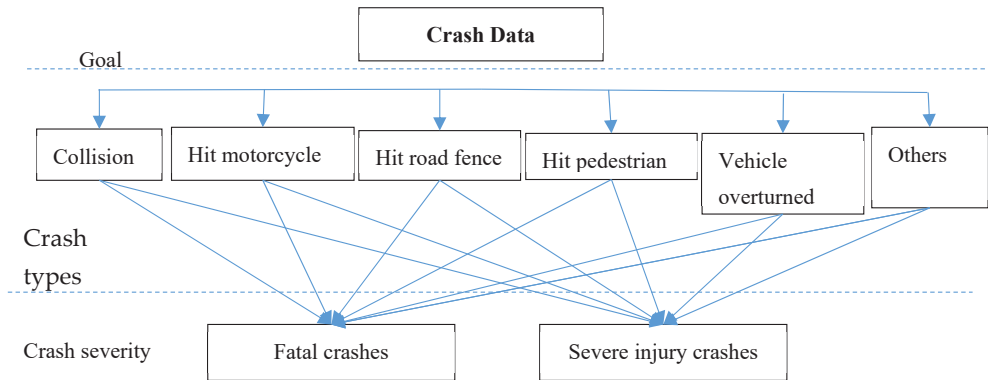 Crash Data
Goal
Collision
Hit motorcycle
Hit road fence
Hit pedestrian
Vehicle
overturned
Others
Crash
types
Crash severity
Fatal crashes
Severe injury crashes